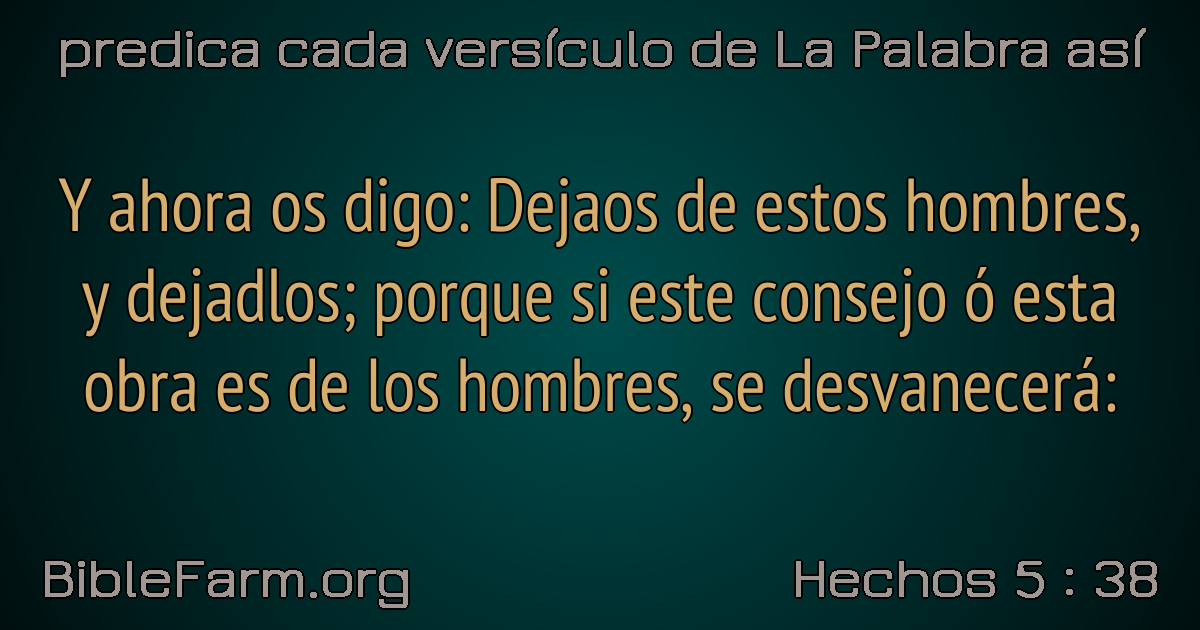 predica cada versículo de La Palabra así
Y ahora os digo: Dejaos de estos hombres,
y dejadlos; porque si este consejo ó esta
obra es de los hombres, se desvanecerá:
BibleFarm.org
Hechos 5 : 38